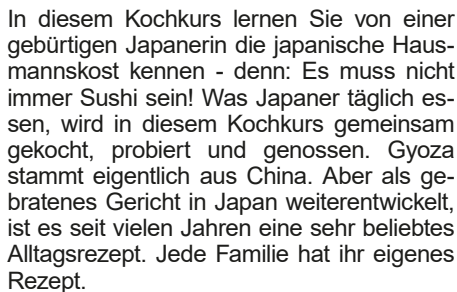 In diesem Kochkurs lernen Sie von einer
gebürtigen Japanerin die japanische Haus-
mannskost kennen - denn: Es muss nicht
immer Sushi sein! Was Japaner täglich es-
sen, wird in diesem Kochkurs gemeinsam
gekocht, probiert und genossen. Gyoza
stammt eigentlich aus China. Aber als ge-
bratenes Gericht in Japan weiterentwickelt,
ist es seit vielen Jahren eine sehr beliebtes
Alltagsrezept. Jede Familie hat ihr eigenes
Rezept.